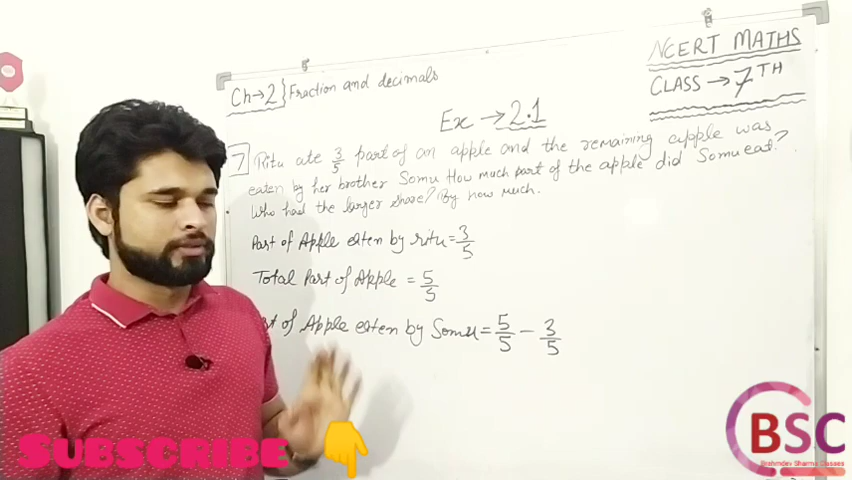 NCERT MATHS
CLASS → 7TH
Ch→2} Fraction and decimals
Ex → 2.1
7 Ritu ate 3/5 part of an apple and the remaining apple was
eaten by her brother Somu How much part of the apple did Somu eat?
Who had the larger share? By how much.
Part of Apple eaten by ritu = 3/5
Total Part of Apple = 5/5
of Apple eaten by Somu = 5/5 - 3/5
SUBSCRIBE
BSC
Brahmdev Sharma Classes